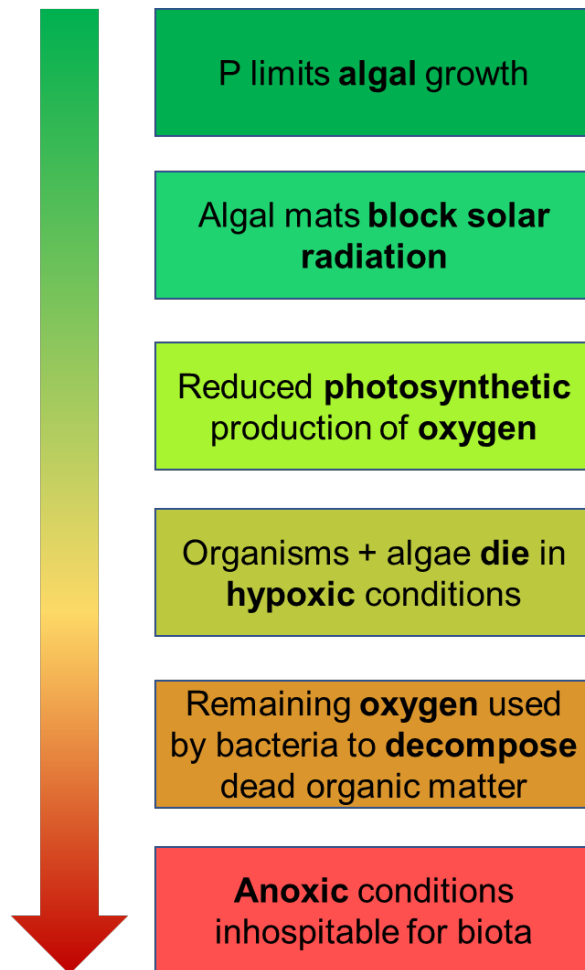 P limits algal growth
Algal mats block solar
radiation
Reduced photosynthetic
production of oxygen
Organisms + algae die in
hypoxic conditions
Remaining oxygen used
by bacteria to decompose
dead organic matter
Anoxic conditions
inhospitable for biota